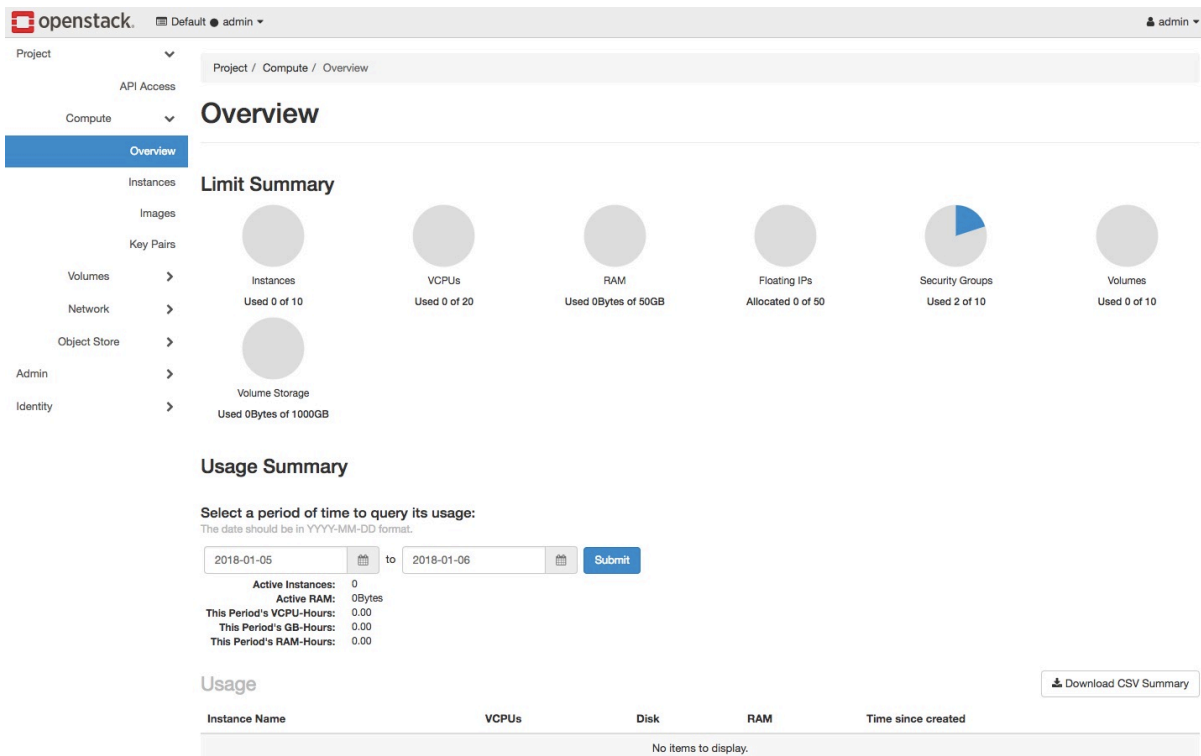 openstack. Default admin admin
Project
API Access
Compute
Overview
Instances
Images
Key Pairs
Volumes
Network
Object Store
Admin
Identity
Project / Compute / Overview
Overview
Limit Summary
Instances VCPUs RAM Floating IPs Security Groups Volumes
Used 0 of 10 Used 0 of 20 Used 0Bytes of 50GB Allocated 0 of 50 Used 2 of 10 Used 0 of 10
Volume Storage
Used 0Bytes of 1000GB
Usage Summary
Select a period of time to query its usage:
The date should be in YYYY-MM-DD format.
2018-01-05 to 2018-01-06 Submit
Active Instances: 0
Active RAM: 0Bytes
This Period's VCPU-Hours: 0.00
This Period's GB-Hours: 0.00
This Period's RAM-Hours: 0.00
Usage Download CSV Summary
Instance Name VCPUs Disk RAM Time since created
No items to display.